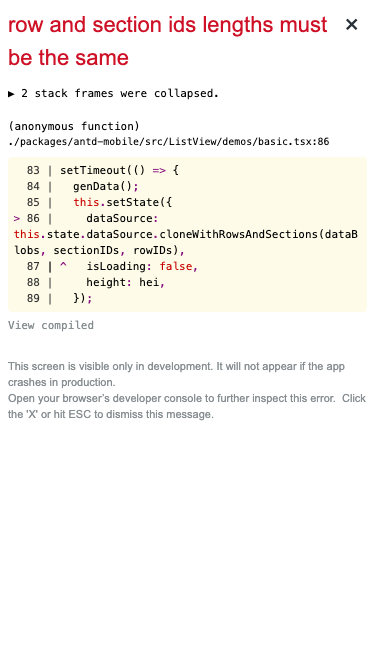 row and section ids lengths must
be the same
×
▶ 2 stack frames were collapsed.
(anonymous function)
./packages/antd-mobile/src/ListView/demos/basic.tsx:86
83 | setTimeout(() => {
84 |   genData();
85 |   this.setState({
> 86 |     dataSource:
this.state.dataSource.cloneWithRowsAndSections(dataB
lobs, sectionIDs, rowIDs),
87 | ^   isLoading: false,
88 |     height: hei,
89 |   });
View compiled
This screen is visible only in development. It will not appear if the app
crashes in production.
Open your browser’s developer console to further inspect this error.  Click
the 'X' or hit ESC to dismiss this message.